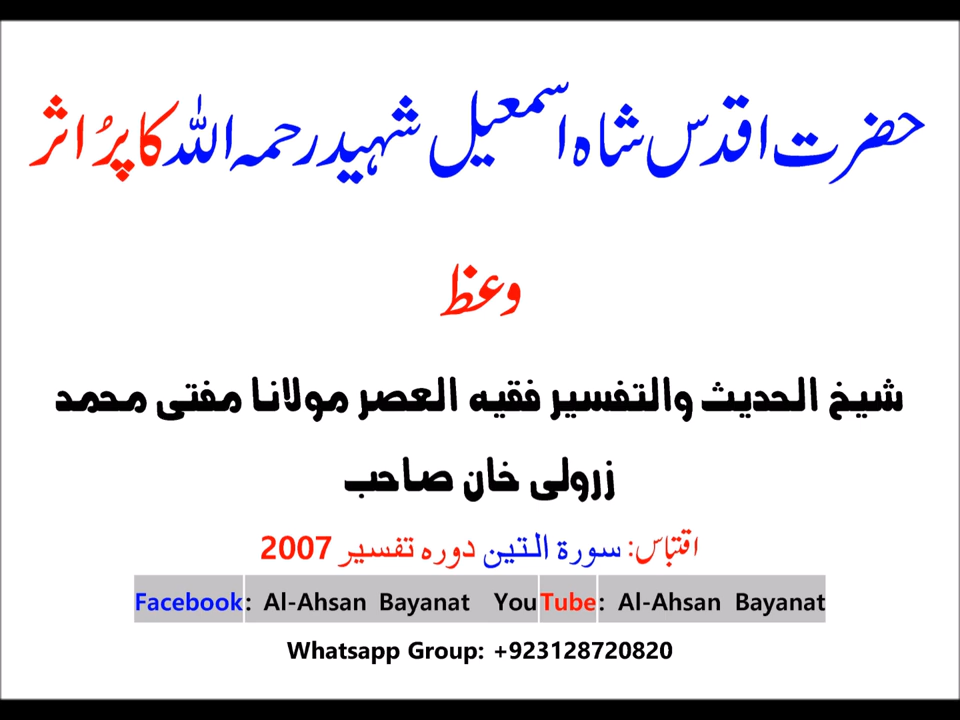 حضرت اقدس شاہ اسمعیل شہید رحمہ اللہ کا پرُ اثر
وعظ
شیخ الحدیث والتفسیر فقیہ العصر مولانا مفتی محمد
زرولی خان صاحب
اقتباس: سورۃ التین دورہ تفسیر 2007
Facebook: Al-Ahsan Bayanat YouTube: Al-Ahsan Bayanat
Whatsapp Group: +923128720820